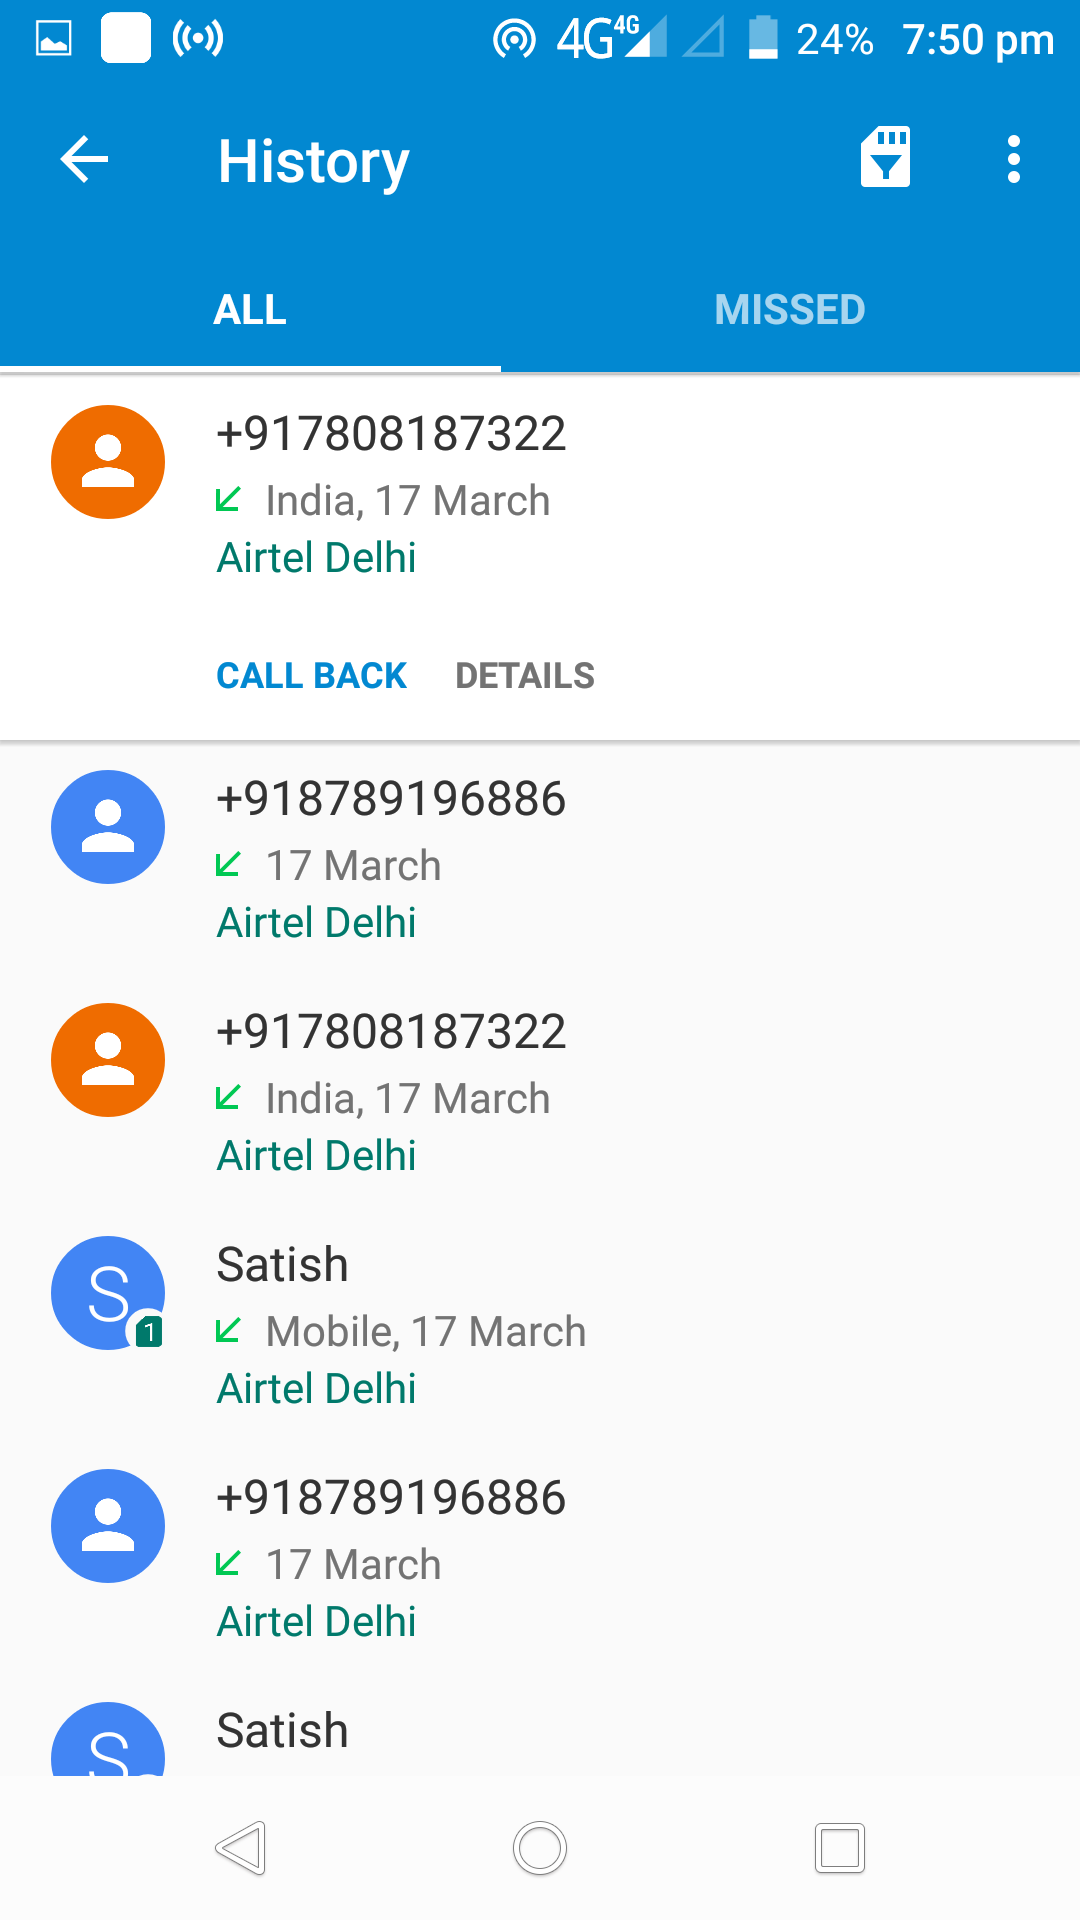 4G 4G 24% 7:50 pm
History
ALL MISSED
+917808187322
India, 17 March
Airtel Delhi
CALL BACK DETAILS
+918789196886
17 March
Airtel Delhi
+917808187322
India, 17 March
Airtel Delhi
Satish
S
1
Mobile, 17 March
Airtel Delhi
+918789196886
17 March
Airtel Delhi
Satish
S